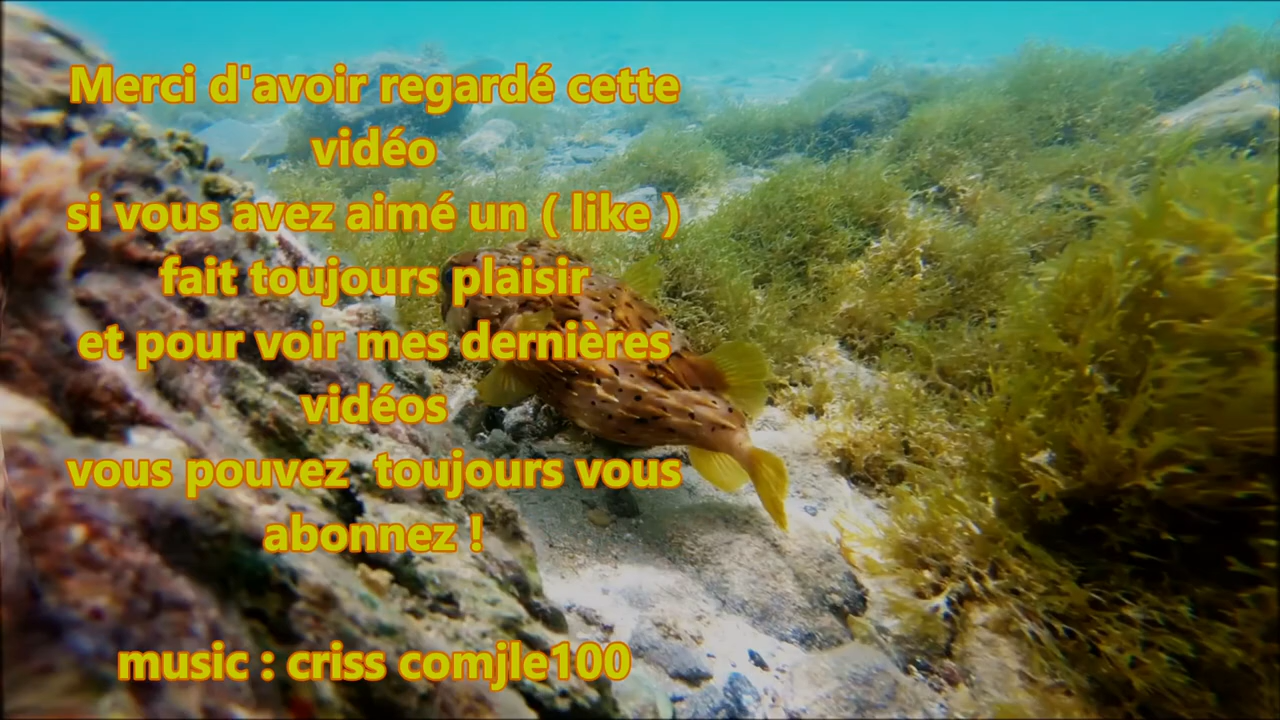 Merci d'avoir regardé cette
vidéo
si vous avez aimé un ( like )
fait toujours plaisir
et pour voir mes dernières
vidéos
vous pouvez  toujours vous
abonnez !
music : criss comjle100